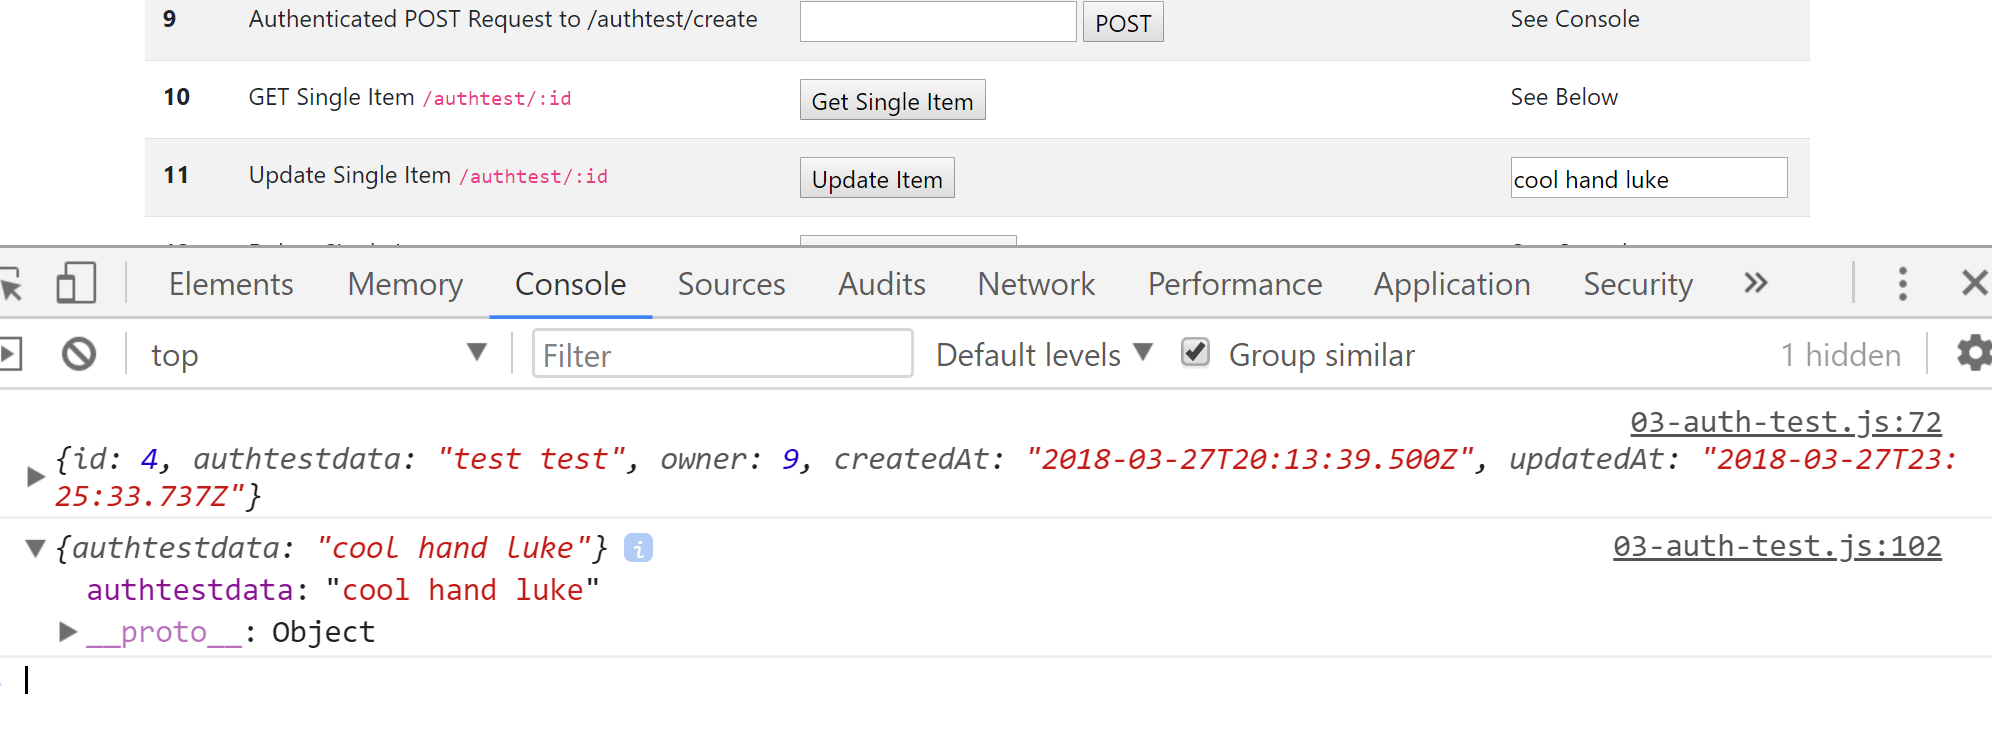 9 Authenticated POST Request to /authtest/create POST See Console
10 GET Single Item /authtest/:id Get Single Item See Below
11 Update Single Item /authtest/:id Update Item cool hand luke
Elements Memory Console Sources Audits Network Performance Application Security »
top ▼ Filter Default levels ▼ Group similar 1 hidden
03-auth-test.js:72
{id: 4, authtestdata: "test test", owner: 9, createdAt: "2018-03-27T20:13:39.500Z", updatedAt: "2018-03-27T23:
25:33.737Z"}
{authtestdata: "cool hand luke"} i 03-auth-test.js:102
authtestdata: "cool hand luke"
__proto__: Object